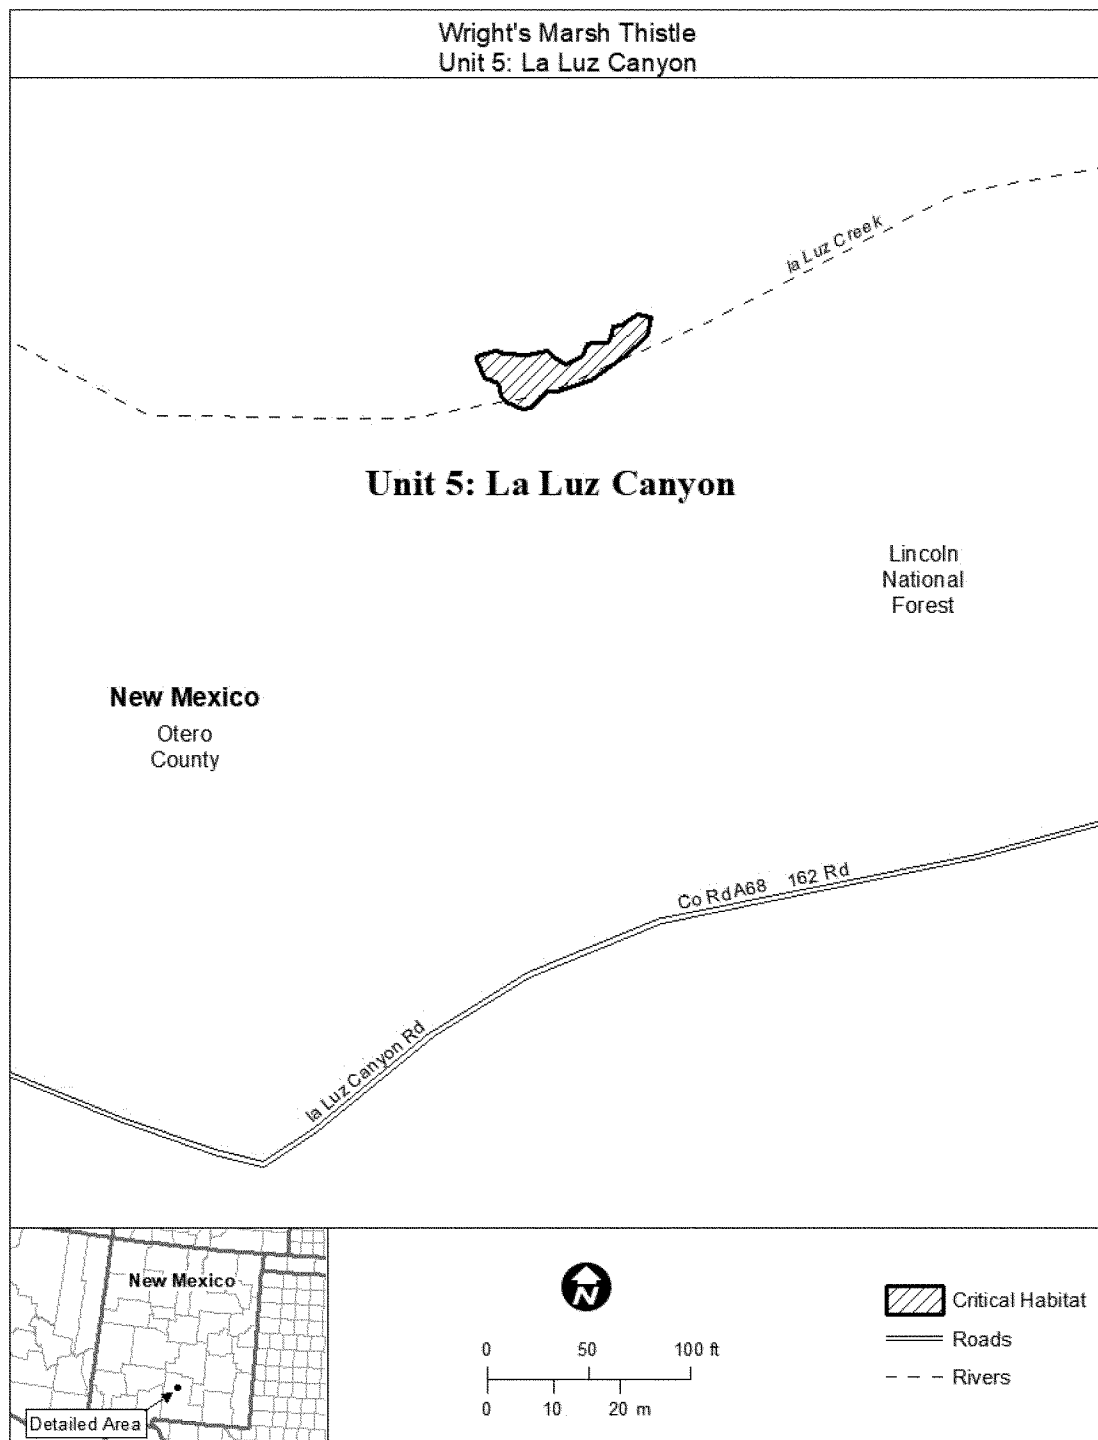 Wright's Marsh Thistle
Unit 5: La Luz Canyon
la Luz Creek
Unit 5: La Luz Canyon
Lincoln
National
Forest
New Mexico
Otero
County
Co Rd A68 162 Rd
la Luz Canyon Rd
New Mexico
Detailed Area
N
0 50 100 ft
0 10 20 m
Critical Habitat
Roads
Rivers